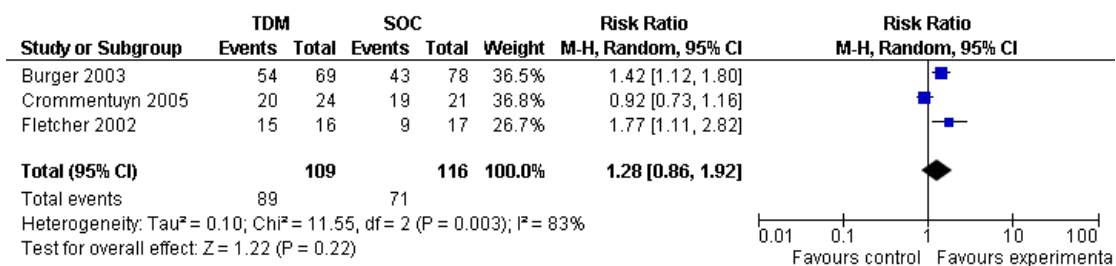 TDM SOC Risk Ratio Risk Ratio
Study or Subgroup Events Total Events Total Weight M-H, Random, 95% CI M-H, Random, 95% CI
Burger 2003 54 69 43 78 36.5% 1.42 [1.12, 1.80]
Crommentuyn 2005 20 24 19 21 36.8% 0.92 [0.73, 1.16]
Fletcher 2002 15 16 9 17 26.7% 1.77 [1.11, 2.82]
Total (95% CI) 109 116 100.0% 1.28 [0.86, 1.92]
Total events 89 71
Heterogeneity: Tau² = 0.10; Chi² = 11.55, df = 2 (P = 0.003); I² = 83%
Test for overall effect: Z = 1.22 (P = 0.22)
0.01 0.1 1 10 100
Favours control Favours experimenta